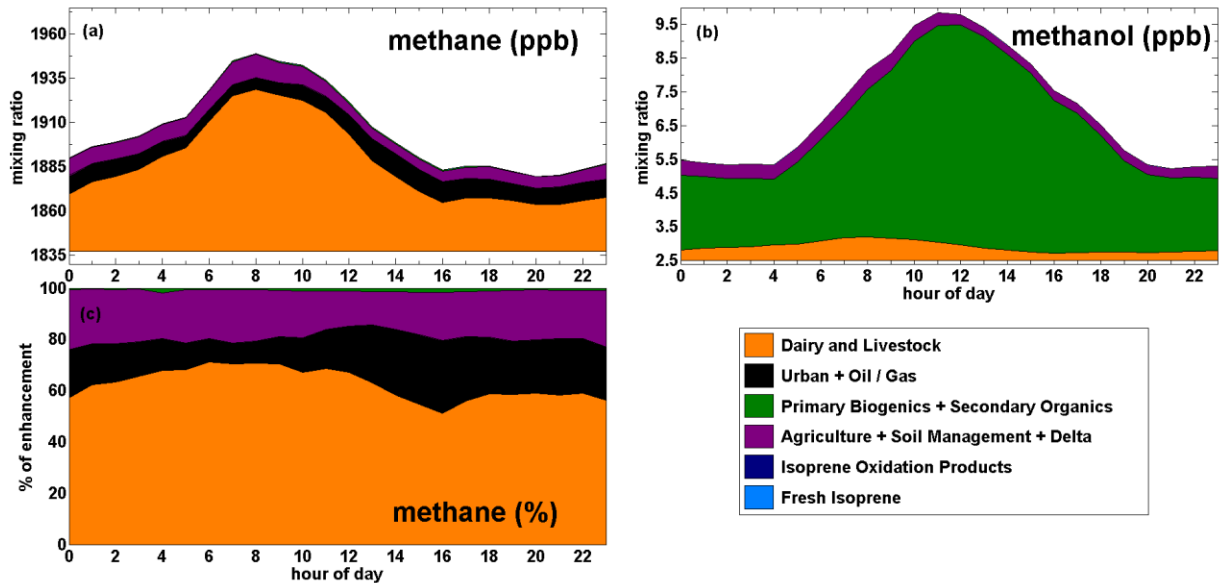 (a)
methane (ppb)
mixing ratio
1960
1935
1910
1885
1860
1835
0 2 4 6 8 10 12 14 16 18 20 22
(b)
methanol (ppb)
mixing ratio
9.5
8.5
7.5
6.5
5.5
4.5
3.5
2.5
0 2 4 6 8 10 12 14 16 18 20 22
hour of day
(c)
methane (%)
% of enhancement
100
80
60
40
20
0
0 2 4 6 8 10 12 14 16 18 20 22
hour of day
Dairy and Livestock
Urban + Oil / Gas
Primary Biogenics + Secondary Organics
Agriculture + Soil Management + Delta
Isoprene Oxidation Products
Fresh Isoprene